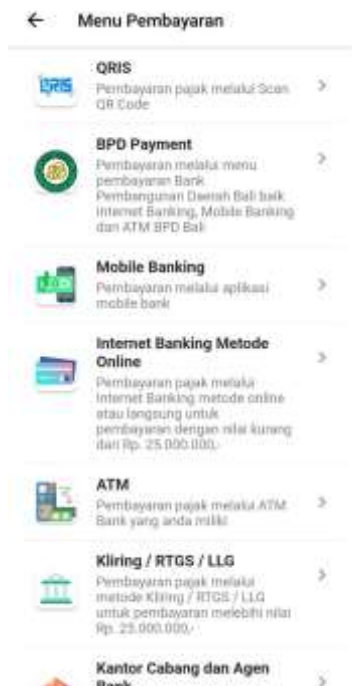 ← Menu Pembayaran
QRIS
QRIS
Pembayaran pajak melalui Scan
QR Code
BPD Payment
Pembayaran melalui menu
pembayaran Bank
Pembangunan Daerah Bali baik
Internet Banking, Mobile Banking
dan ATM BPD Bali
Mobile Banking
Pembayaran melalui aplikasi
mobile bank
Internet Banking Metode
Online
Pembayaran pajak melalui
Internet Banking metode online
atau langsung untuk
pembayaran dengan nilai kurang
dari Rp. 25.000.000,-
ATM
Pembayaran pajak melalui ATM
Bank yang anda miliki
Kliring / RTGS / LLG
Pembayaran pajak melalui
metode Kliring / RTGS / LLG
untuk pembayaran melebihi nilai
Rp. 25.000.000,-
Kantor Cabang dan Agen
Bank